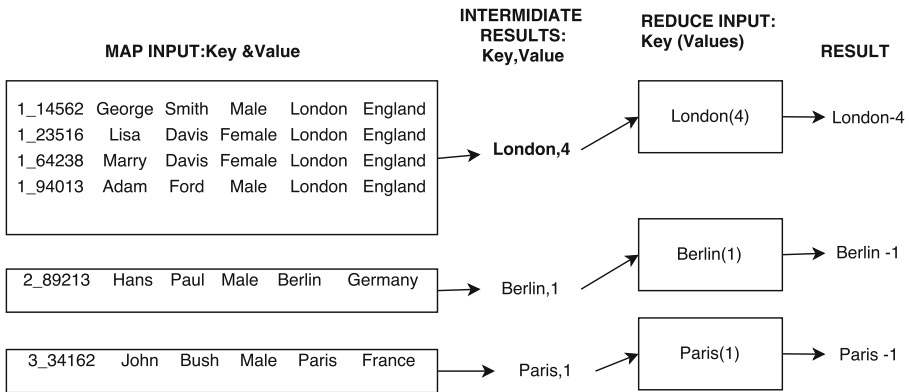 MAP INPUT:Key &Value
INTERMIDIATE
RESULTS:
Key,Value
REDUCE INPUT:
Key (Values)
RESULT
1_14562 George Smith Male London England
1_23516 Lisa Davis Female London England
1_64238 Marry Davis Female London England
1_94013 Adam Ford Male London England
London,4
London(4)
London-4
2_89213 Hans Paul Male Berlin Germany
Berlin,1
Berlin(1)
Berlin -1
3_34162 John Bush Male Paris France
Paris,1
Paris(1)
Paris -1